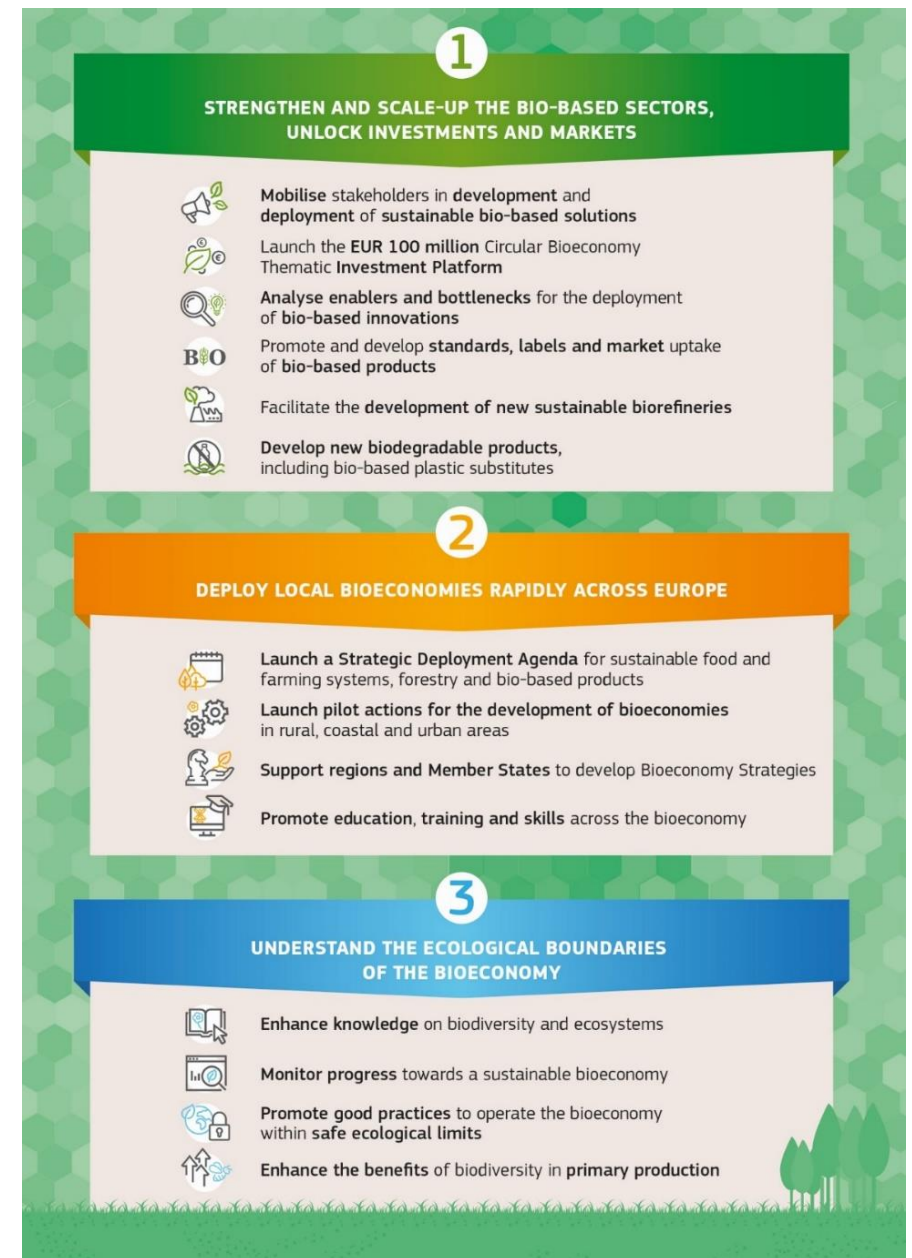 1
STRENGTHEN AND SCALE-UP THE BIO-BASED SECTORS,
UNLOCK INVESTMENTS AND MARKETS
Mobilise stakeholders in development and
deployment of sustainable bio-based solutions
Launch the EUR 100 million Circular Bioeconomy
Thematic Investment Platform
Analyse enablers and bottlenecks for the deployment
of bio-based innovations
BIO
Promote and develop standards, labels and market uptake
of bio-based products
Facilitate the development of new sustainable biorefineries
Develop new biodegradable products,
including bio-based plastic substitutes
2
DEPLOY LOCAL BIOECONOMIES RAPIDLY ACROSS EUROPE
Launch a Strategic Deployment Agenda for sustainable food and
farming systems, forestry and bio-based products
Launch pilot actions for the development of bioeconomies
in rural, coastal and urban areas
Support regions and Member States to develop Bioeconomy Strategies
Promote education, training and skills across the bioeconomy
3
UNDERSTAND THE ECOLOGICAL BOUNDARIES
OF THE BIOECONOMY
Enhance knowledge on biodiversity and ecosystems
Monitor progress towards a sustainable bioeconomy
Promote good practices to operate the bioeconomy
within safe ecological limits
Enhance the benefits of biodiversity in primary production